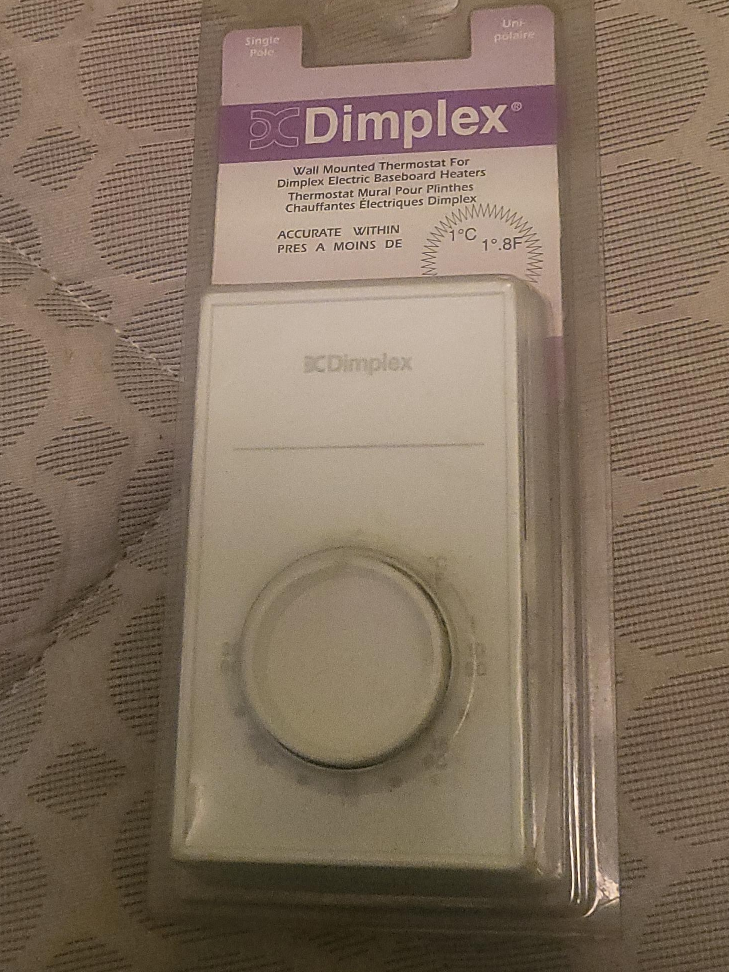 Single
Pole
Uni-
polaire
Dimplex®
Wall Mounted Thermostat For
Dimplex Electric Baseboard Heaters
Thermostat Mural Pour Plinthes
Chauffantes Électriques Dimplex
ACCURATE WITHIN
PRES A MOINS DE
1°C
1°.8F
Dimplex